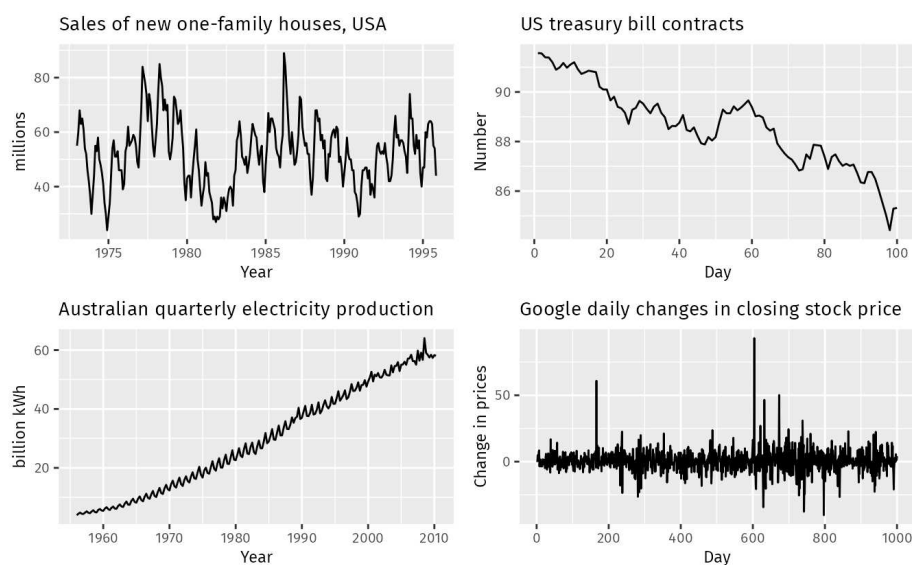 Sales of new one-family houses, USA
millions
80
60
40
1975 1980 1985 1990 1995
Year
US treasury bill contracts
Number
90
88
86
0 20 40 60 80 100
Day
Australian quarterly electricity production
billion kWh
60
40
20
1960 1970 1980 1990 2000 2010
Year
Google daily changes in closing stock price
Change in prices
50
0
0 200 400 600 800 1000
Day